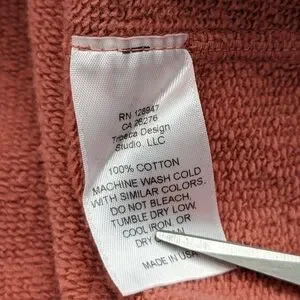 RN 128947
CA 26276
Design
Studio, LLC
100% COTTON
MACHINE WASH COLD
WITH SIMILAR COLORS.
DO NOT BLEACH.
TUMBLE DRY LOW.
COOL IRON OR
DRY
MADE IN USA